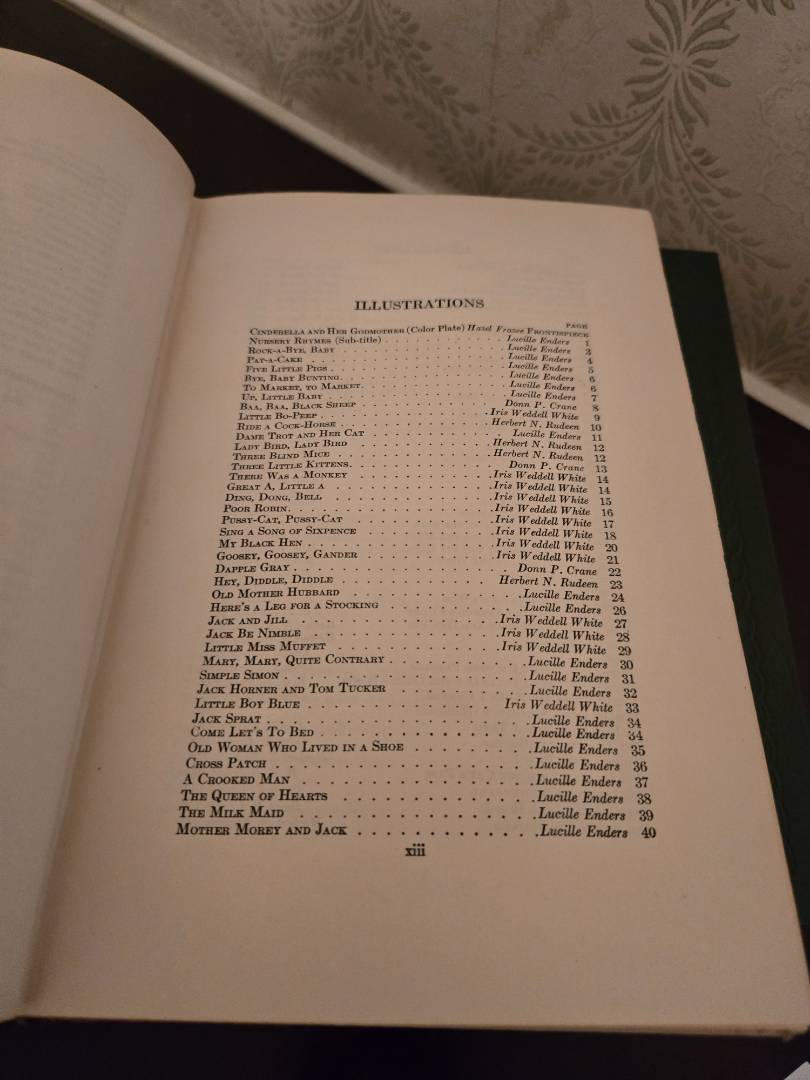 ILLUSTRATIONS
PAGE
CINDERELLA AND HER GODMOTHER (Color Plate) Hazel Frazee FRONTISPIECE
NURSERY RHYMES (Sub-title) . . . . . . . . . . . Lucille Enders 1
ROCK-A-BYE, BABY . . . . . . . . . . . . . Lucille Enders 3
PAT-A-CAKE . . . . . . . . . . . . . . . Lucille Enders 4
FIVE LITTLE PIGS . . . . . . . . . . . . . . Lucille Enders 5
BYE, BABY BUNTING . . . . . . . . . . . . . Lucille Enders 6
TO MARKET, TO MARKET . . . . . . . . . . . . Lucille Enders 6
UP, LITTLE BABY . . . . . . . . . . . . . . Lucille Enders 7
BAA, BAA, BLACK SHEEP . . . . . . . . . . . . Donn P. Crane 8
LITTLE BO-PEEP . . . . . . . . . . . . . Iris Weddell White 9
RIDE A COCK-HORSE . . . . . . . . . . . . Herbert N. Rudeen 10
DAME TROT AND HER CAT . . . . . . . . . . . Lucille Enders 11
LADY BIRD, LADY BIRD . . . . . . . . . . . Herbert N. Rudeen 12
THREE BLIND MICE . . . . . . . . . . . . Herbert N. Rudeen 12
THREE LITTLE KITTENS . . . . . . . . . . . . Donn P. Crane 13
THERE WAS A MONKEY . . . . . . . . . . . Iris Weddell White 14
GREAT A, LITTLE A . . . . . . . . . . . . Iris Weddell White 14
DING, DONG, BELL . . . . . . . . . . . . Iris Weddell White 15
POOR ROBIN . . . . . . . . . . . . . . Iris Weddell White 16
PUSSY-CAT, PUSSY-CAT . . . . . . . . . . . Iris Weddell White 17
SING A SONG OF SIXPENCE . . . . . . . . . . Iris Weddell White 18
MY BLACK HEN . . . . . . . . . . . . . Iris Weddell White 20
GOOSEY, GOOSEY, GANDER . . . . . . . . . . Iris Weddell White 21
DAPPLE GRAY . . . . . . . . . . . . . . . Donn P. Crane 22
HEY, DIDDLE, DIDDLE . . . . . . . . . . . Herbert N. Rudeen 23
OLD MOTHER HUBBARD . . . . . . . . . . . . Lucille Enders 24
HERE'S A LEG FOR A STOCKING . . . . . . . . . Lucille Enders 26
JACK AND JILL . . . . . . . . . . . . . Iris Weddell White 27
JACK BE NIMBLE . . . . . . . . . . . . . Iris Weddell White 28
LITTLE MISS MUFFET . . . . . . . . . . . . Iris Weddell White 29
MARY, MARY, QUITE CONTRARY . . . . . . . . . Lucille Enders 30
SIMPLE SIMON . . . . . . . . . . . . . . . Lucille Enders 31
JACK HORNER AND TOM TUCKER . . . . . . . . . Lucille Enders 32
LITTLE BOY BLUE . . . . . . . . . . . . Iris Weddell White 33
JACK SPRAT . . . . . . . . . . . . . . . . Lucille Enders 34
COME LET'S TO BED . . . . . . . . . . . . . Lucille Enders 34
OLD WOMAN WHO LIVED IN A SHOE . . . . . . . . Lucille Enders 35
CROSS PATCH . . . . . . . . . . . . . . . Lucille Enders 36
A CROOKED MAN . . . . . . . . . . . . . . Lucille Enders 37
THE QUEEN OF HEARTS . . . . . . . . . . . . Lucille Enders 38
THE MILK MAID . . . . . . . . . . . . . . Lucille Enders 39
MOTHER MOREY AND JACK . . . . . . . . . . . Lucille Enders 40
xiii